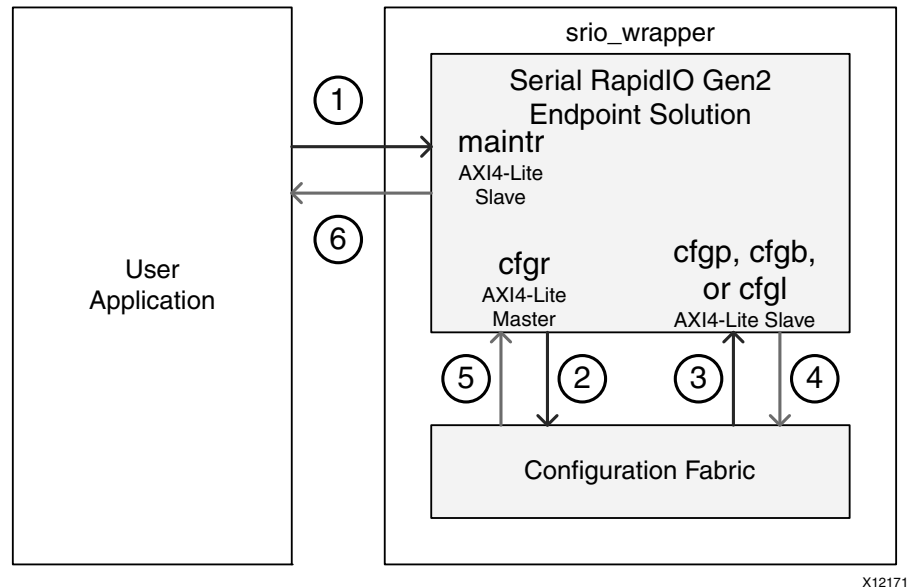 srio_wrapper
Serial RapidIO Gen2
Endpoint Solution
1
maintr
AXI4-Lite
Slave
6
User
Application
cfgr
AXI4-Lite
Master
cfgp, cfgb,
or cfgl
AXI4-Lite Slave
5
2
3
4
Configuration Fabric
X12171